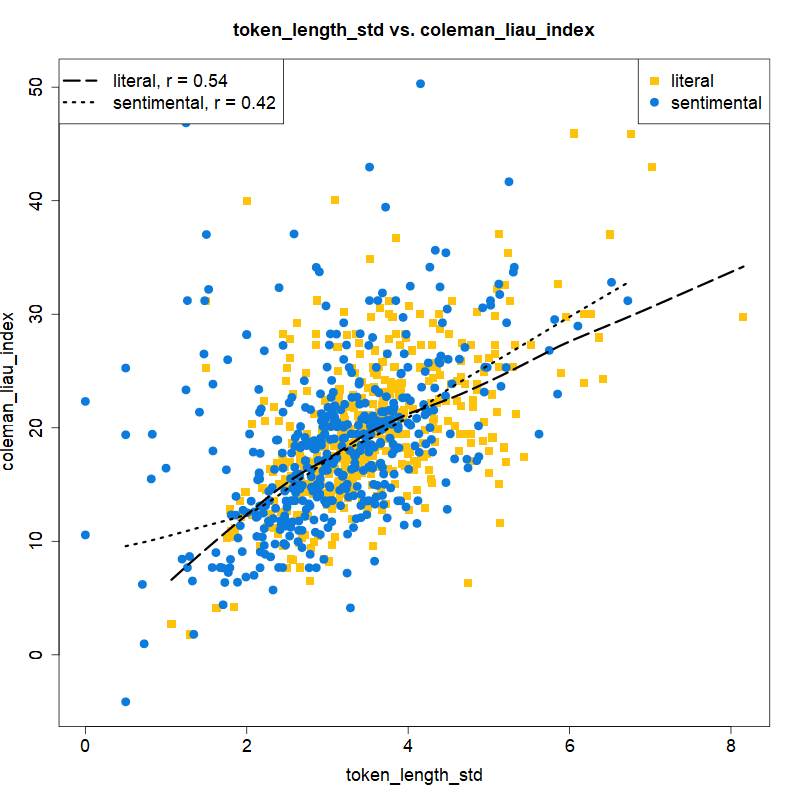 token_length_std vs. coleman_liau_index
literal, r = 0.54
sentimental, r = 0.42
literal
sentimental
coleman_liau_index
50
40
30
20
10
0
0 2 4 6 8
token_length_std